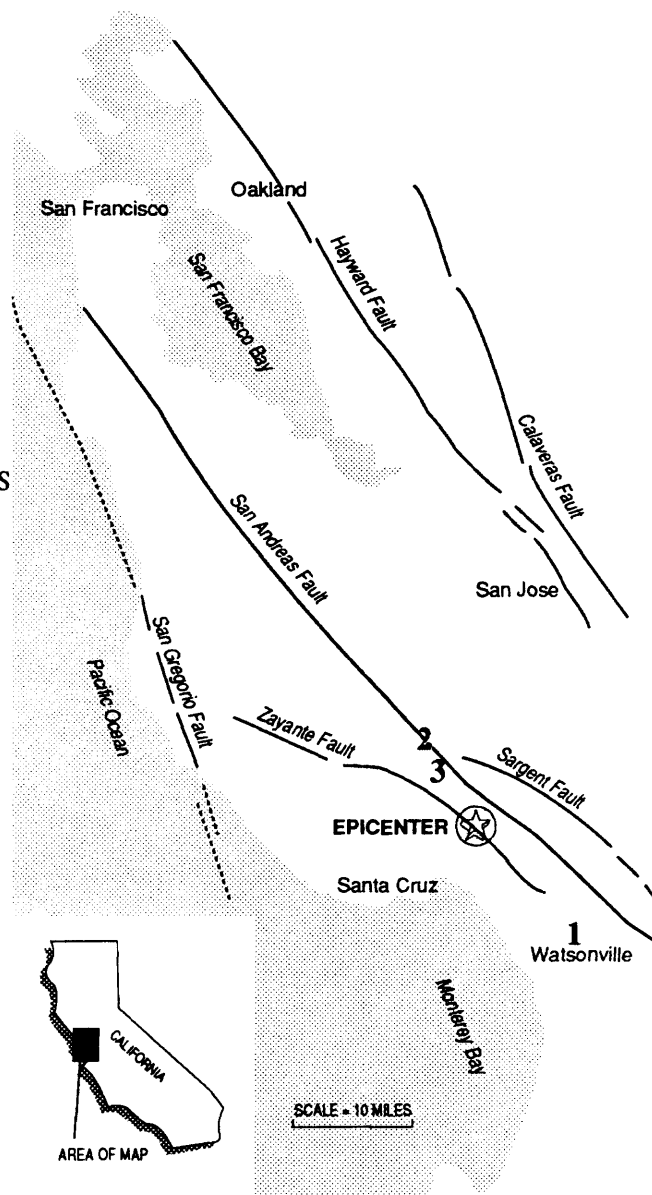 San Francisco
Oakland
San Francisco Bay
Hayward Fault
Calaveras Fault
s
San Andreas Fault
San Jose
San Gregorio Fault
Pacific Ocean
Zayante Fault
2
3
Sargent Fault
EPICENTER
Santa Cruz
1
Watsonville
Monterey Bay
CALIFORNIA
SCALE = 10 MILES
AREA OF MAP